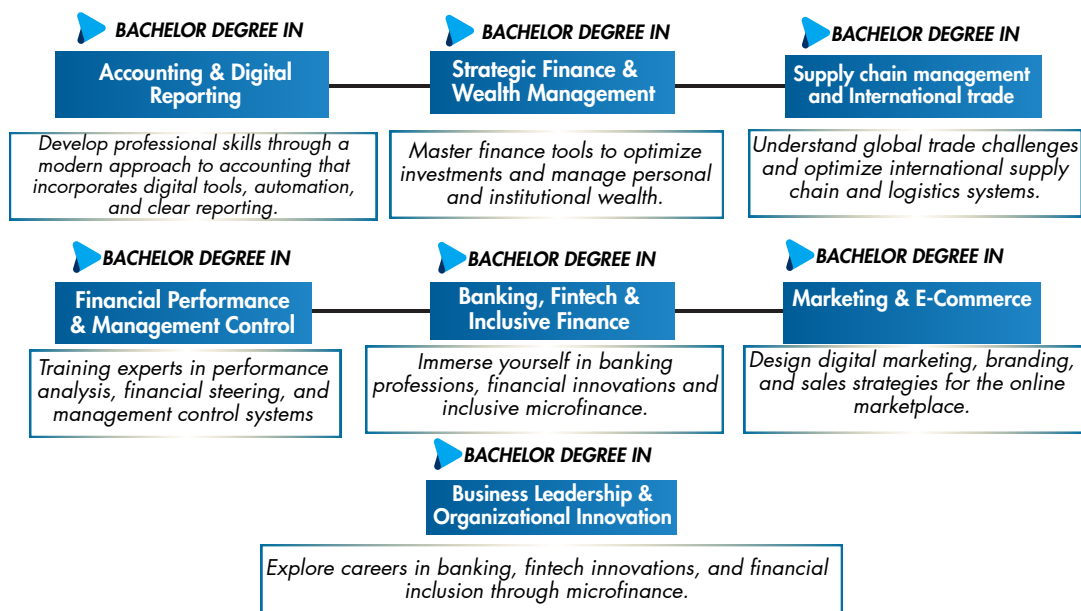 BACHELOR DEGREE IN
Accounting & Digital
Reporting
Develop professional skills through a
modern approach to accounting that
incorporates digital tools, automation,
and clear reporting.
BACHELOR DEGREE IN
Strategic Finance &
Wealth Management
Master finance tools to optimize
investments and manage personal
and institutional wealth.
BACHELOR DEGREE IN
Supply chain management
and International trade
Understand global trade challenges
and optimize international supply
chain and logistics systems.
BACHELOR DEGREE IN
Financial Performance
& Management Control
Training experts in performance
analysis, financial steering, and
management control systems
BACHELOR DEGREE IN
Banking, Fintech &
Inclusive Finance
Immerse yourself in banking
professions, financial innovations and
inclusive microfinance.
BACHELOR DEGREE IN
Marketing & E-Commerce
Design digital marketing, branding,
and sales strategies for the online
marketplace.
BACHELOR DEGREE IN
Business Leadership &
Organizational Innovation
Explore careers in banking, fintech innovations, and financial
inclusion through microfinance.